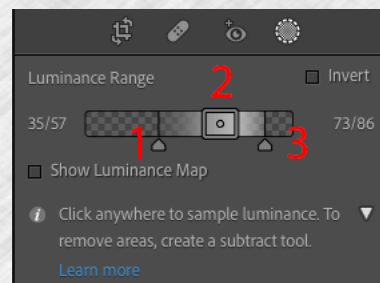 2
Luminance Range Invert
35/57 73/86
1 3
Show Luminance Map
Click anywhere to sample luminance. To
remove areas, create a subtract tool.
Learn more